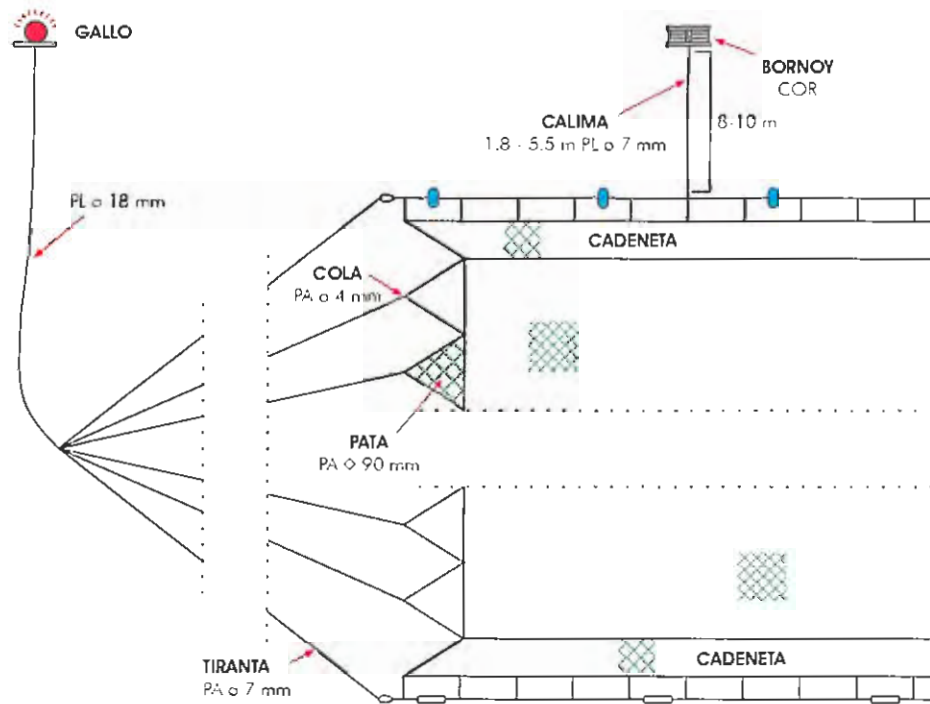 GALLO
BORNOY
COR
CALIMA
1.8 - 5.5 m PL ø 7 mm
8-10 m
PL ø 18 mm
CADENETA
COLA
PA ø 4 mm
PATA
PA ◇ 90 mm
TIRANTA
PA ø 7 mm
CADENETA